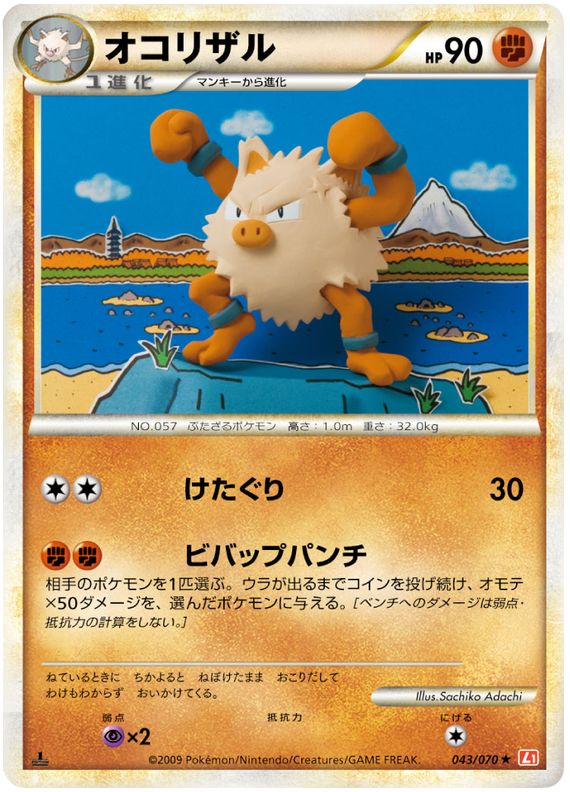 オコリザル
HP90
1進化
マンキーから進化
NO.057 ぶたざるポケモン 高さ：1.0m 重さ：32.0kg
けたぐり 30
ビバップパンチ
相手のポケモンを1匹選ぶ。ウラが出るまでコインを投げ続け、オモテ
×50ダメージを、選んだポケモンに与える。[ベンチへのダメージは弱点・
抵抗力の計算をしない。]
ねているときに ちかよると ねぼけたまま おこりだして
わけもわからず おいかけてくる。
Illus.Sachiko Adachi
弱点 抵抗力 にげる
×2
©2009 Pokémon/Nintendo/Creatures/GAME FREAK.
043/070 ★ L1
1